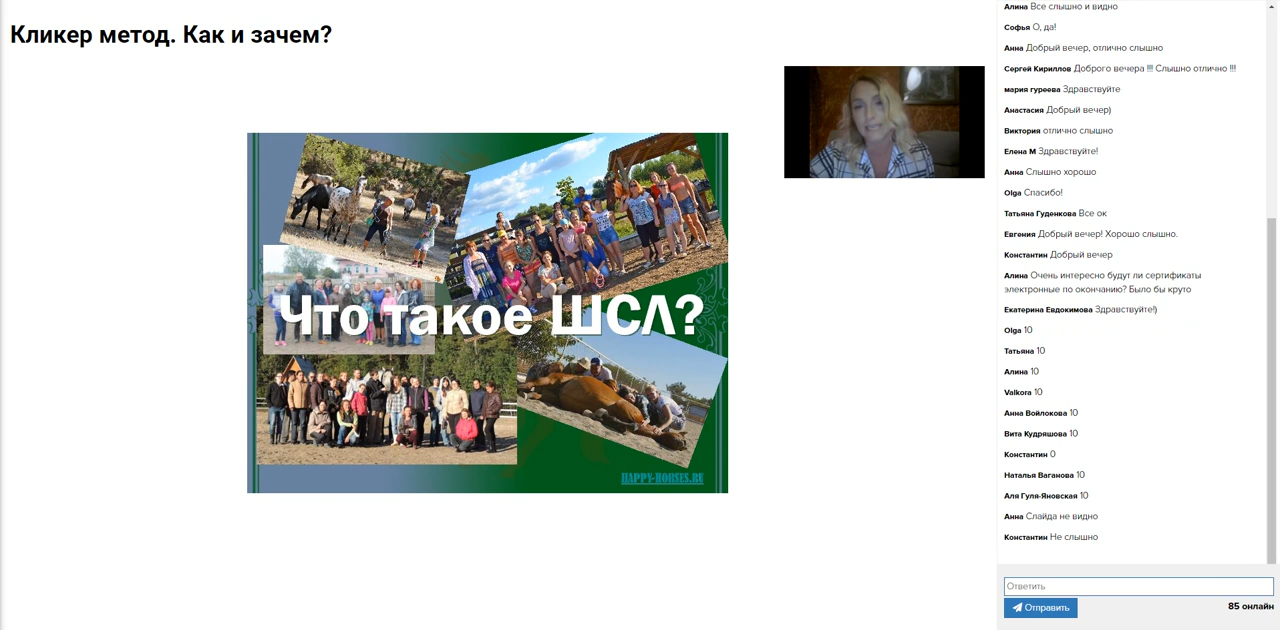 Кликер метод. Как и зачем?
Что такое ШСЛ?
HAPPY-HORSES.RU
Алина Все слышно и видно
Софья О, да!
Анна Добрый вечер, отлично слышно
Сергей Кириллов Доброго вечера !!! Слышно отлично !!!
мария гуреева Здравствуйте
Анастасия Добрый вечер)
Виктория отлично слышно
Елена М Здравствуйте!
Анна Слышно хорошо
Olga Спасибо!
Татьяна Гуденкова Все ок
Евгения Добрый вечер! Хорошо слышно.
Константин Добрый вечер
Алина Очень интересно будут ли сертификаты
электронные по окончанию? Было бы круто
Екатерина Евдокимова Здравствуйте!)
Olga 10
Татьяна 10
Алина 10
Valkora 10
Анна Войлокова 10
Вита Кудряшова 10
Константин 0
Наталья Ваганова 10
Аля Гуля-Яновская 10
Анна Слайда не видно
Константин Не слышно
Ответить
Отправить
85 онлайн